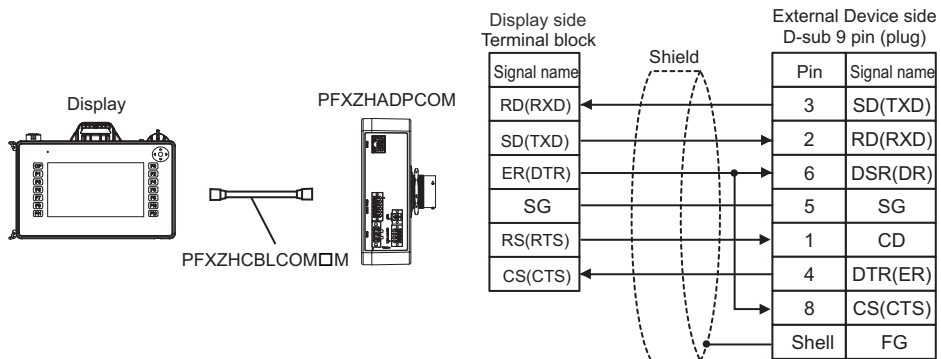 Display
PFXZHADPCOM
PFXZHCBLCOM□M
Display side
Terminal block
Signal name
RD(RXD)
SD(TXD)
ER(DTR)
SG
RS(RTS)
CS(CTS)
Shield
External Device side
D-sub 9 pin (plug)
Pin Signal name
3 SD(TXD)
2 RD(RXD)
6 DSR(DR)
5 SG
1 CD
4 DTR(ER)
8 CS(CTS)
Shell FG